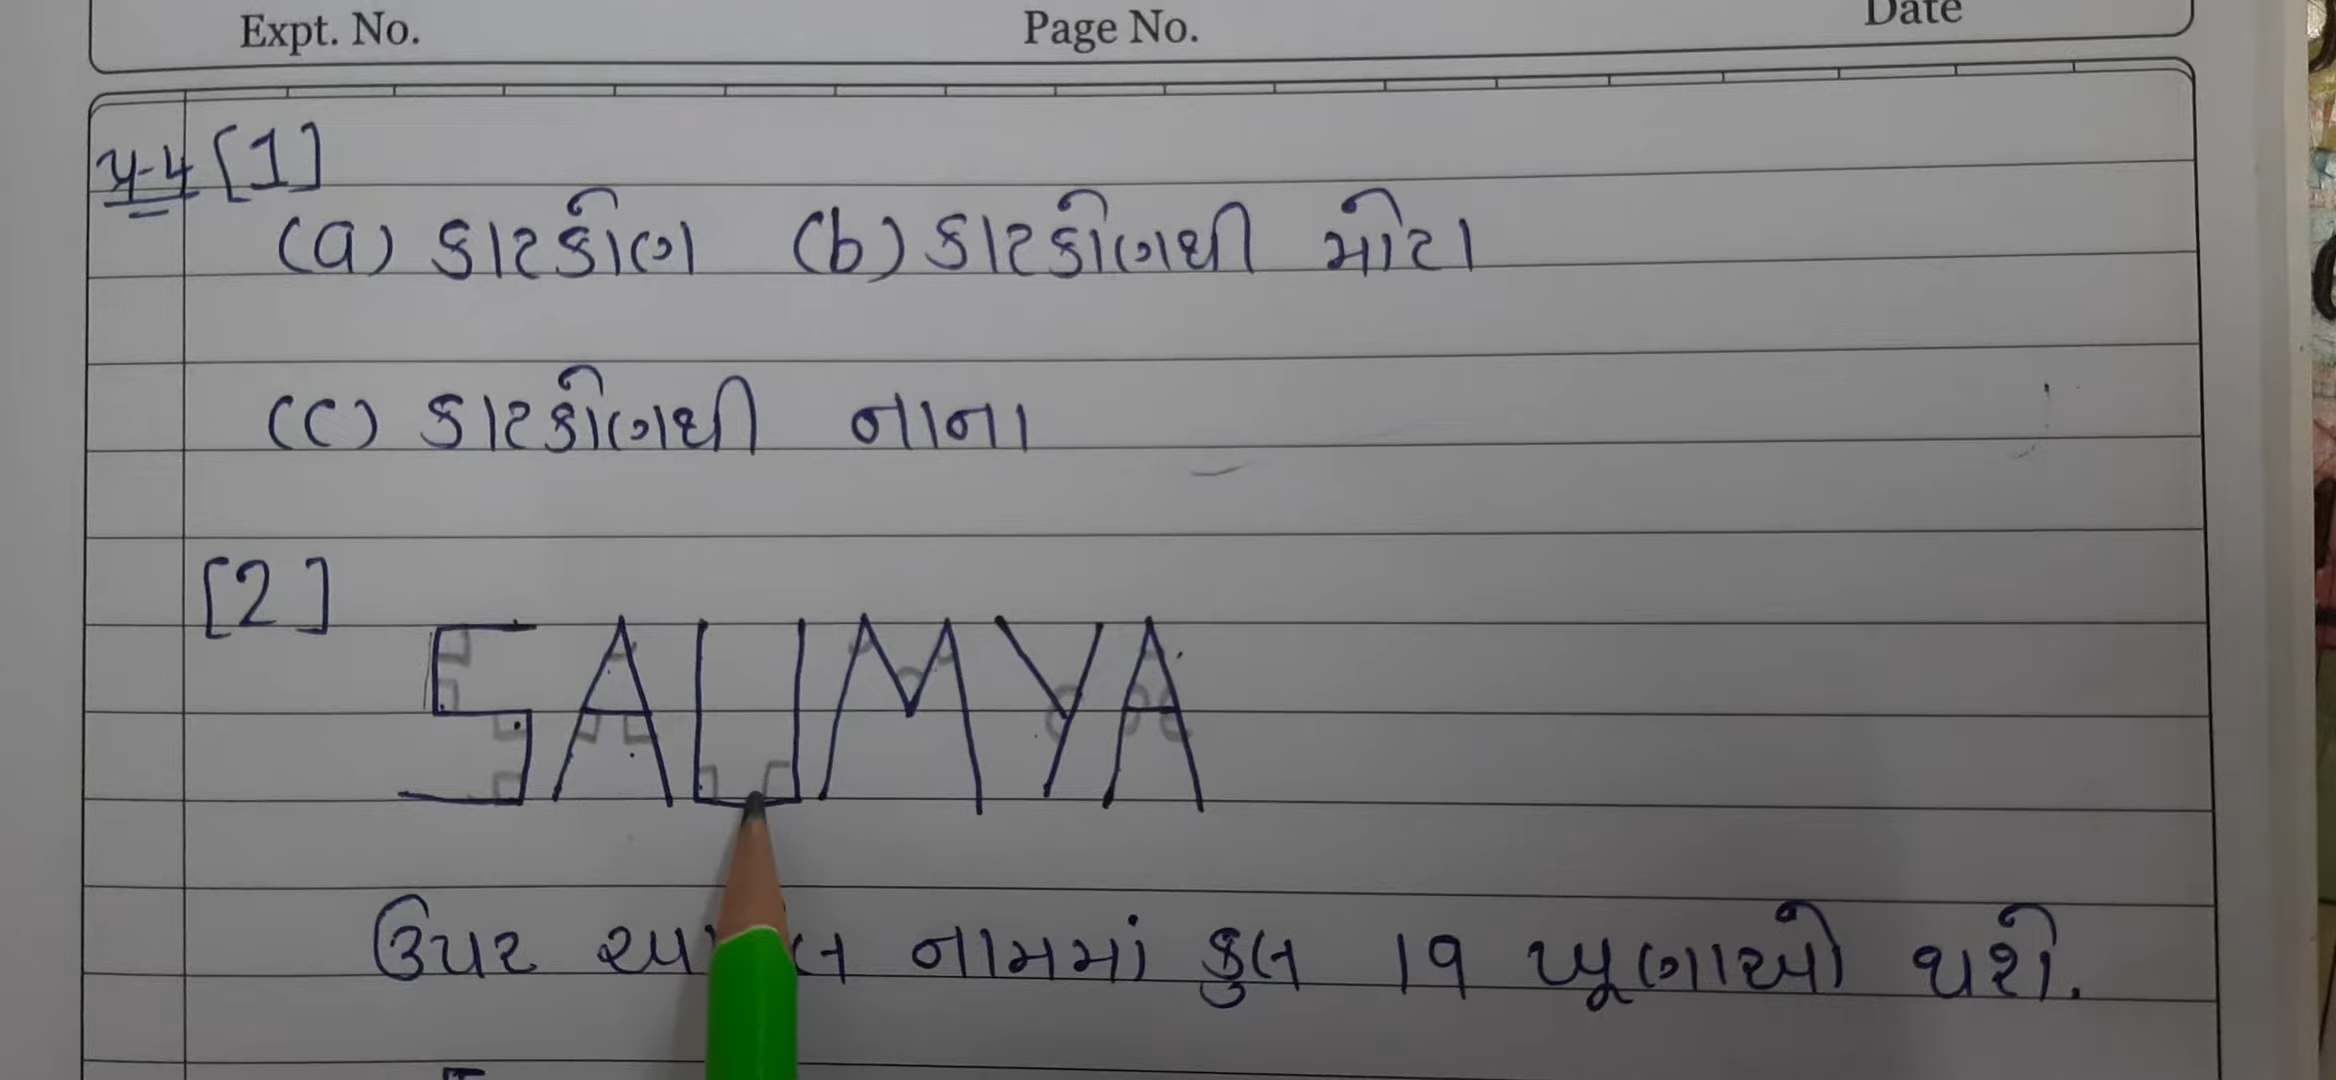 Expt. No. Page No. Date
પ્ર-4 [1]
(a) કાટકોણ (b) કાટકોણથી મોટા
(c) કાટકોણથી નાના
[2]
SAUMYA
ઉપર નામમાં કુલ 19 ખૂણાઓ થશે.